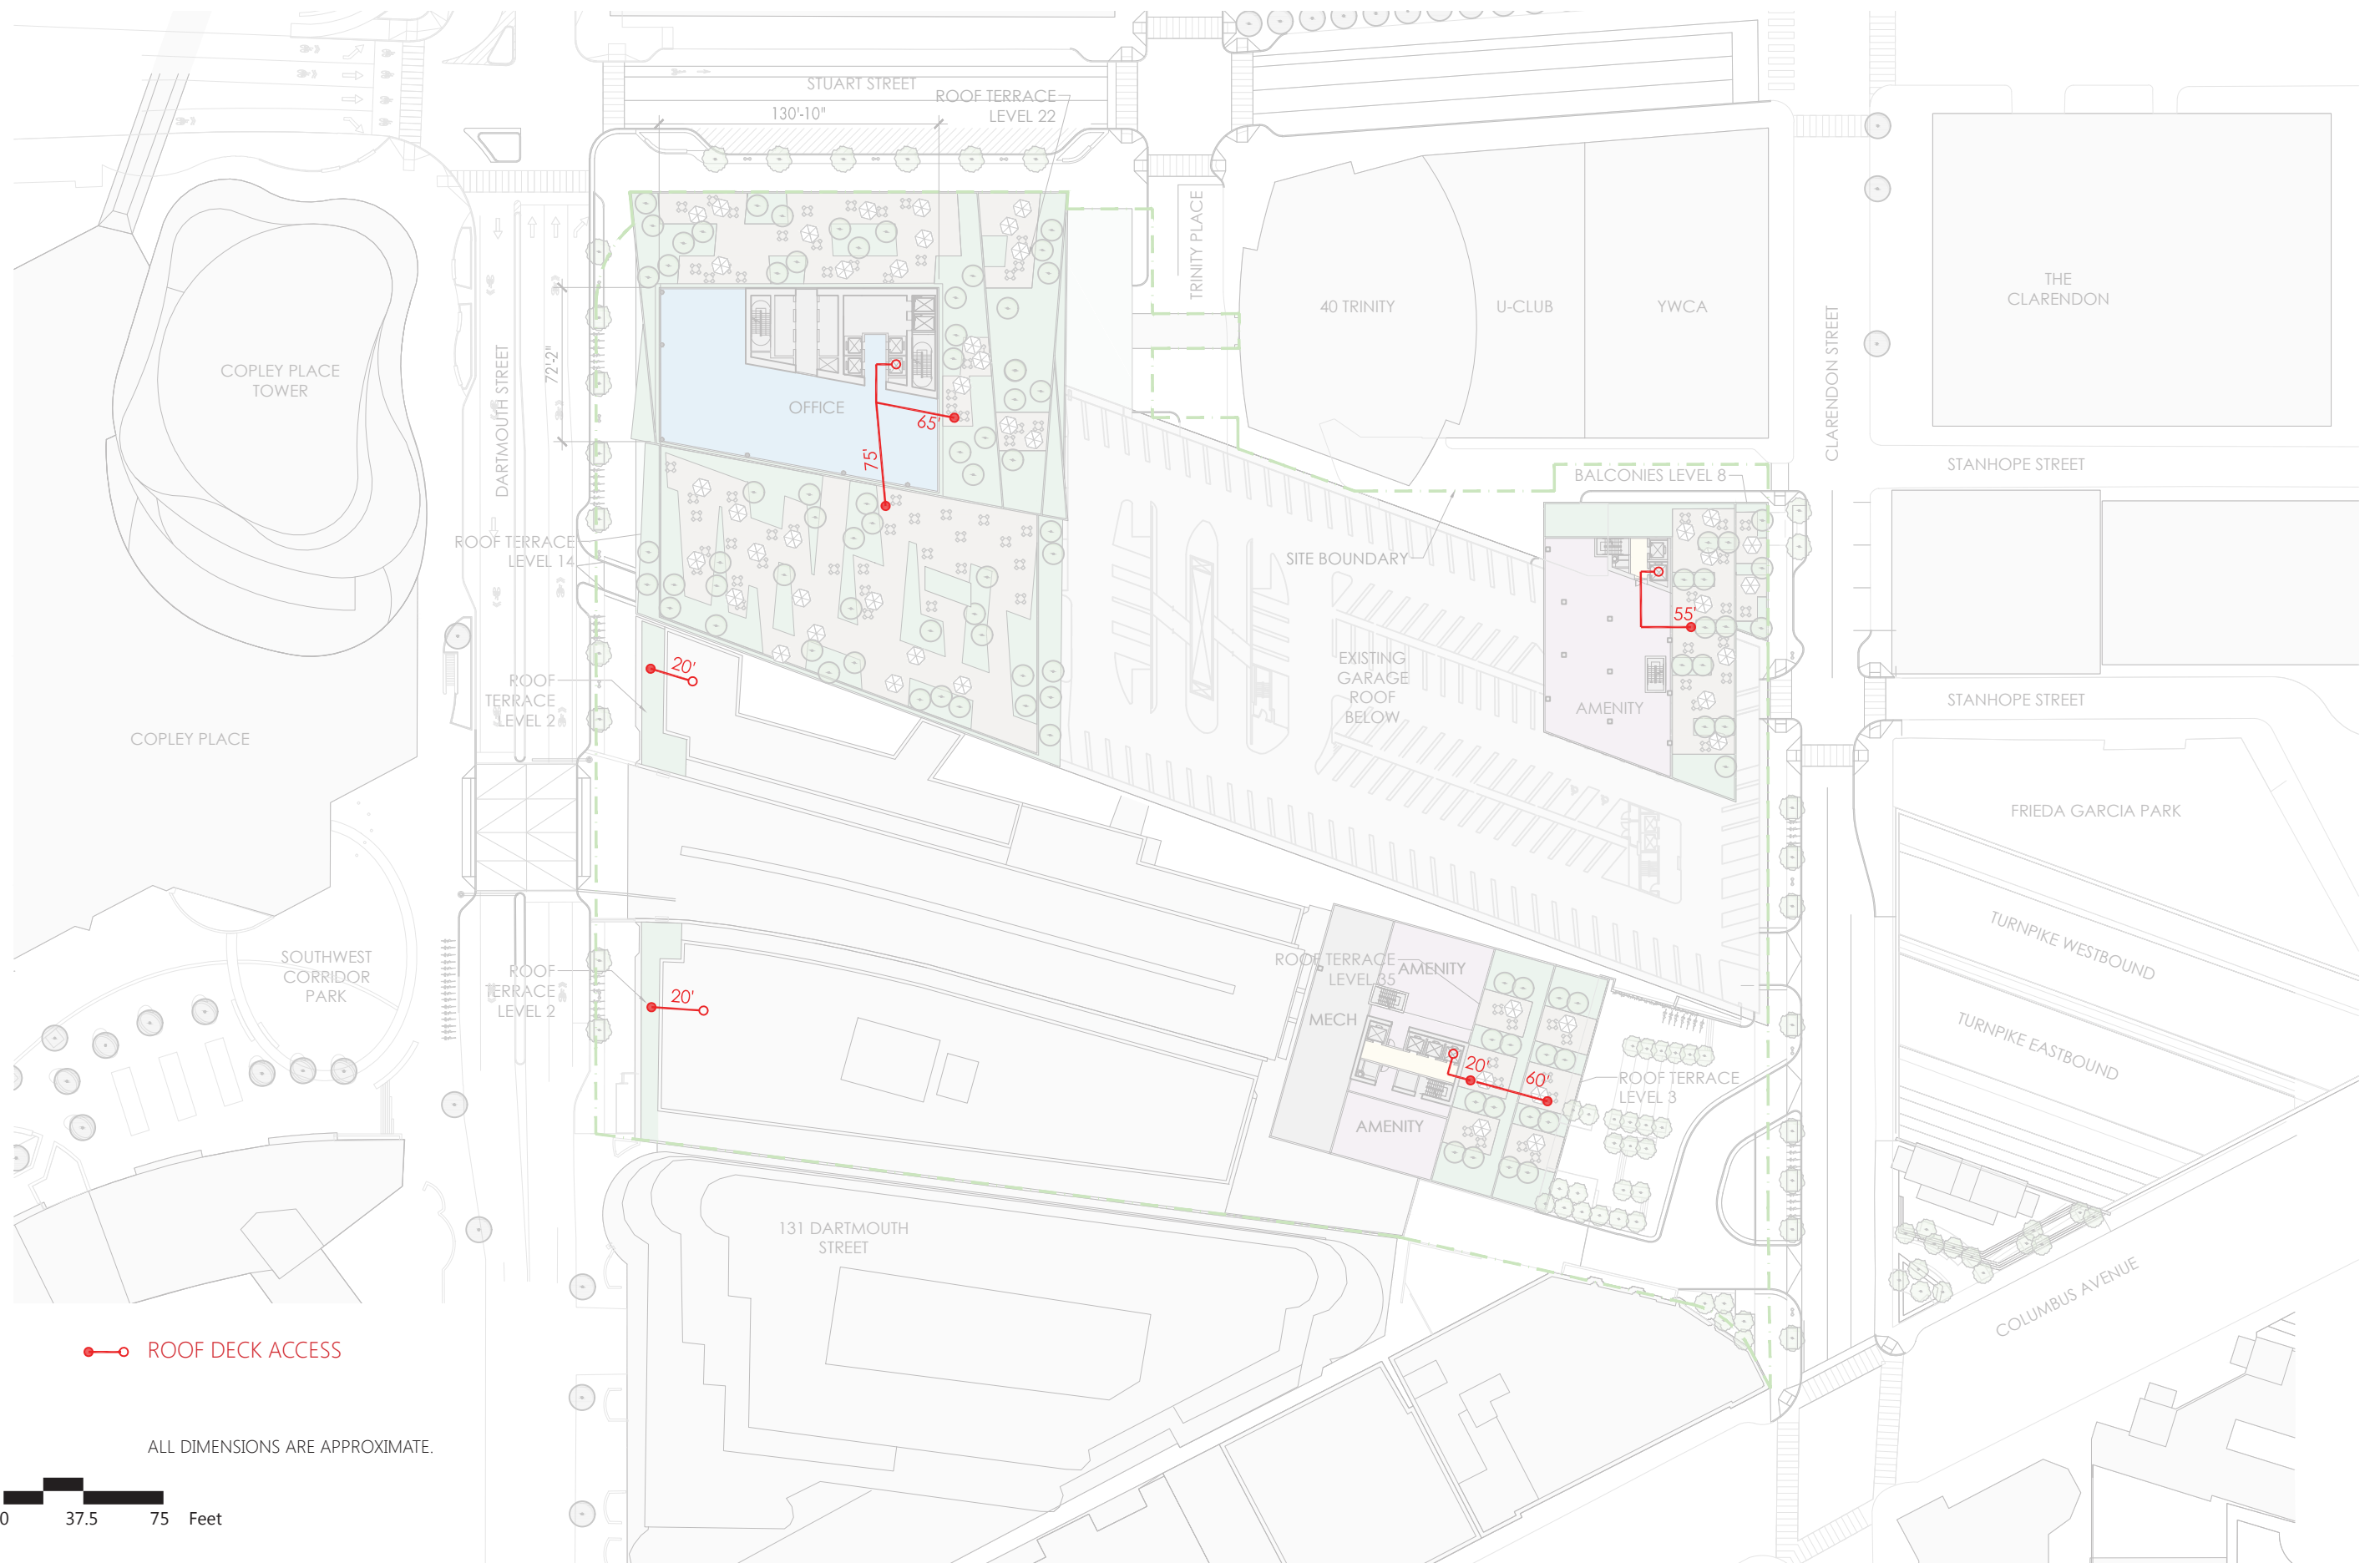 STUART STREET
130'-10"
ROOF TERRACE
LEVEL 22
TRINITY PLACE
40 TRINITY
U-CLUB
YWCA
THE
CLARENDON
CLARENDON STREET
COPLEY PLACE
TOWER
DARTMOUTH STREET
72'-2"
OFFICE
65'
75'
STANHOPE STREET
BALCONIES LEVEL 8
ROOF TERRACE
LEVEL 14
SITE BOUNDARY
55'
20'
ROOF
TERRACE
LEVEL 2
EXISTING
GARAGE
ROOF
BELOW
AMENITY
STANHOPE STREET
COPLEY PLACE
FRIEDA GARCIA PARK
TURNPIKE WESTBOUND
SOUTHWEST
CORRIDOR
PARK
ROOF
TERRACE
LEVEL 2
20'
ROOF TERRACE
LEVEL 35
AMENITY
MECH
TURNPIKE EASTBOUND
20'
60'
ROOF TERRACE
LEVEL 3
AMENITY
131 DARTMOUTH
STREET
COLUMBUS AVENUE
ROOF DECK ACCESS
ALL DIMENSIONS ARE APPROXIMATE.
0 37.5 75 Feet